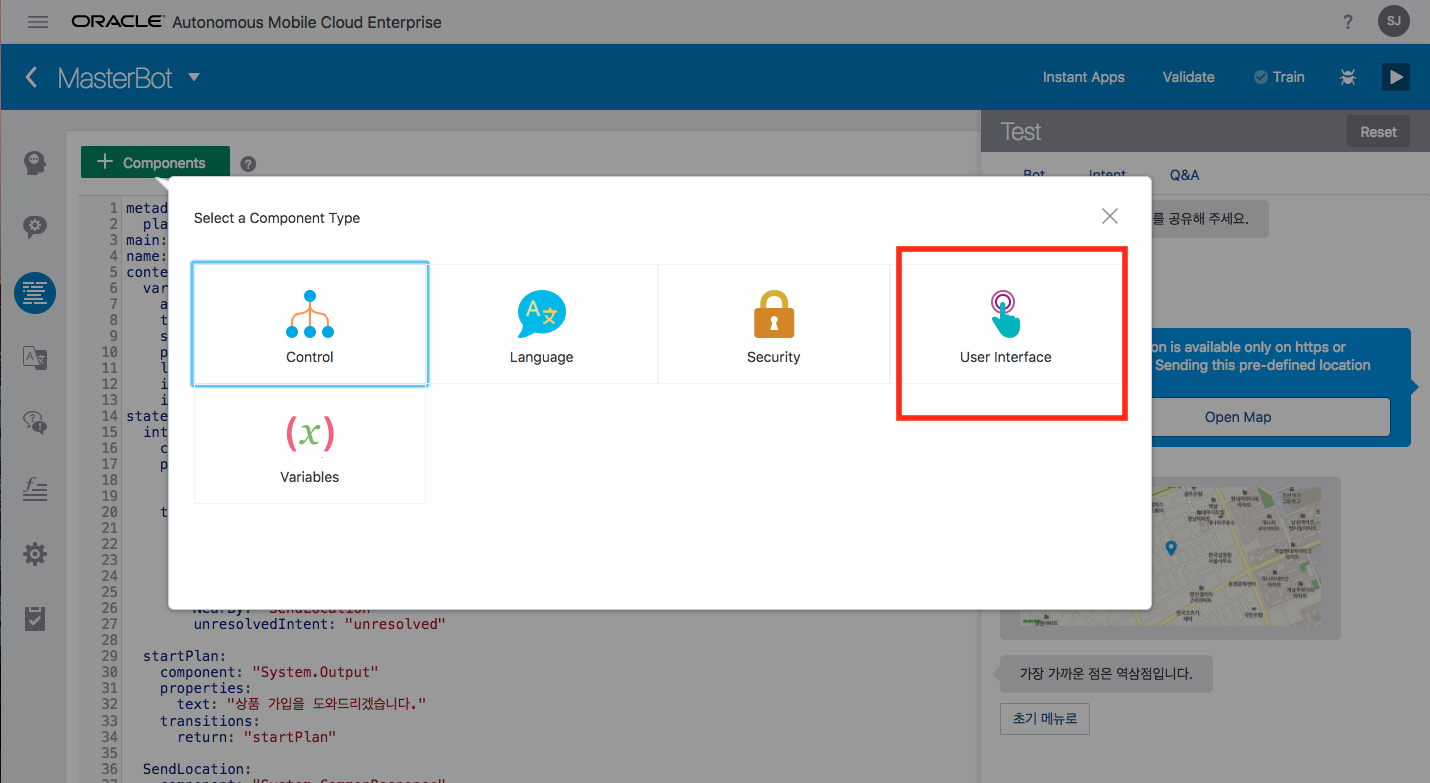 ORACLE Autonomous Mobile Cloud Enterprise
? SJ
MasterBot
Instant Apps Validate Train
Test Reset
+ Components ?
Bot Intent Q&A
Select a Component Type
를 공유해 주세요.
Control
Language
Security
User Interface
(x)
Variables
on is available only on https or
Sending this pre-defined location
Open Map
1 metad
2 pla
3 main:
4 name:
5 conte
6 var
7 a
8 t
9 s
10 p
11 l
12 i
13 i
14 state
15 int
16 c
17 p
18
19
20 t
21
22
23
24
25
26 NearBy: "SendLocation"
27 unresolvedIntent: "unresolved"
28
29 startPlan:
30 component: "System.Output"
31 properties:
32 text: "상품 가입을 도와드리겠습니다."
33 transitions:
34 return: "startPlan"
35
36 SendLocation:
37 component: "System.CommonResponse"
가장 가까운 점은 역삼점입니다.
초기 메뉴로